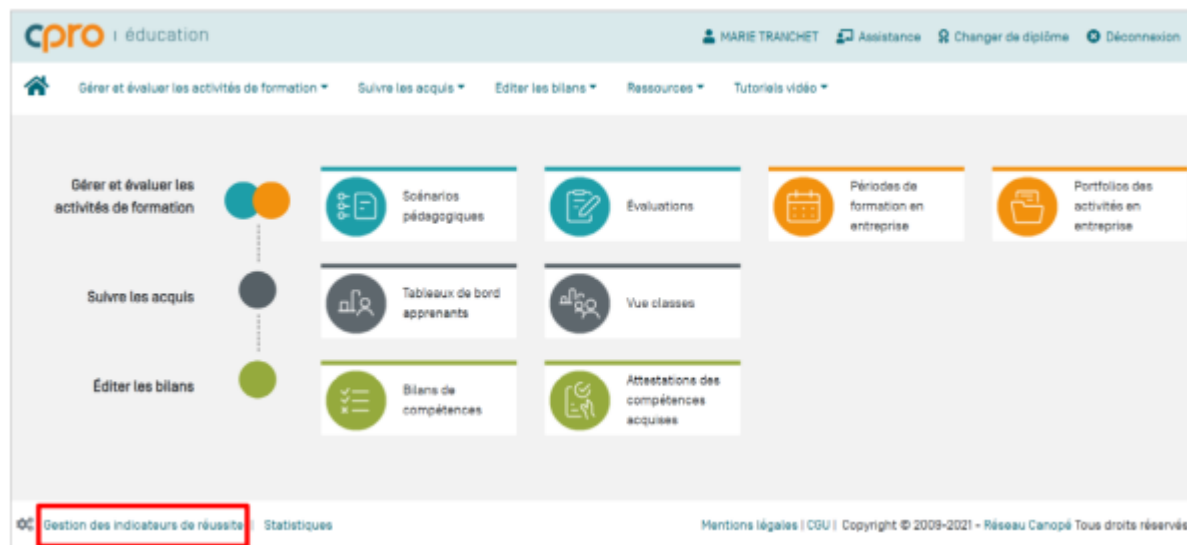 cpro | éducation
MARIE TRANCHET Assistance Changer de diplôme Déconnexion
Gérer et évaluer les activités de formation Suivre les acquis Editer les bilans Ressources Tutoriels vidéo
Gérer et évaluer les
activités de formation
Scénarios
pédagogiques
Évaluations
Périodes de
formation en
entreprise
Portfolios des
activités en
entreprise
Suivre les acquis
Tableaux de bord
apprenants
Vue classes
Éditer les bilans
Bilans de
compétences
Attestations des
compétences
acquises
Gestion des indicateurs de réussite | Statistiques
Mentions légales | CGU | Copyright © 2009-2021 - Réseau Canopé Tous droits réservés